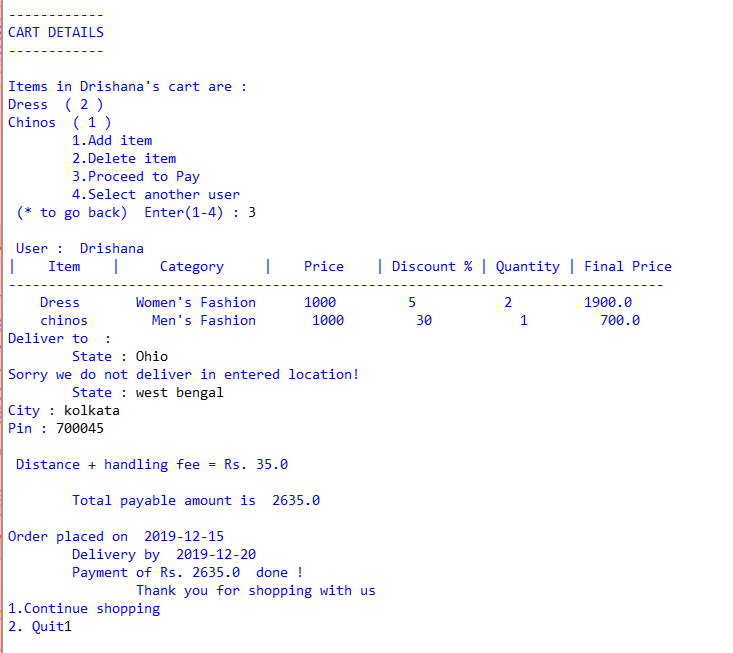 ------------
CART DETAILS
------------
Items in Drishana's cart are :
Dress  ( 2 )
Chinos  ( 1 )
        1.Add item
        2.Delete item
        3.Proceed to Pay
        4.Select another user
 (* to go back)  Enter(1-4) : 3
 User :  Drishana
|    Item    |     Category     |    Price    | Discount % | Quantity | Final Price
----------------------------------------------------------------------------------
    Dress       Women's Fashion      1000         5           2         1900.0
    chinos        Men's Fashion       1000         30           1         700.0
Deliver to  :
        State : Ohio
Sorry we do not deliver in entered location!
        State : west bengal
City : kolkata
Pin : 700045
 Distance + handling fee = Rs. 35.0
        Total payable amount is  2635.0
Order placed on  2019-12-15
        Delivery by  2019-12-20
        Payment of Rs. 2635.0  done !
                Thank you for shopping with us
1.Continue shopping
2. Quit1